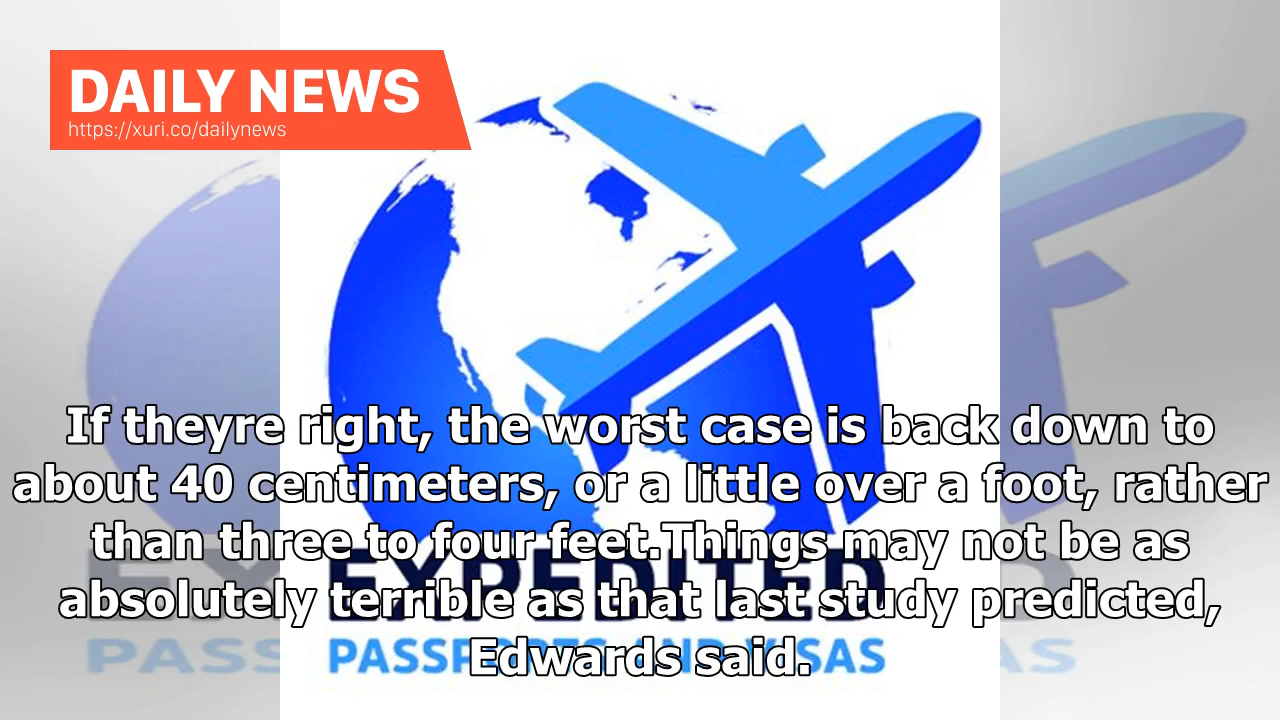 DAILY NEWS
https://xuri.co/dailynews
If theyre right, the worst case is back down to
about 40 centimeters, or a little over a foot, rather
than three to four feet.Things may not be as
absolutely terrible as that last study predicted,
Edwards said.
EXPEDITED
PASSPORTS AND VISAS